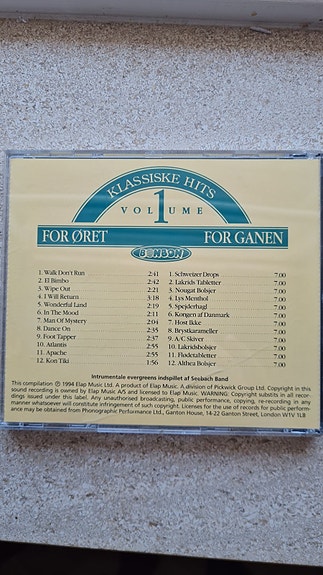 KLASSISKE HITS
1
VOLUME
FOR ØRET FOR GANEN
BONBON
1. Walk Don't Run 2:41 1. Schweizer Drops 7.00
2. El Bimbo 2:42 2. Lakrids Tabletter 7.00
3. Wipe Out 2:21 3. Nougat Bolsjer 7.00
4. I Will Return 3:18 4. Lys Menthol 7.00
5. Wonderful Land 2:19 5. Spejderhagl 7.00
6. In The Mood 2:11 6. Kongen af Danmark 7.00
7. Man Of Mystery 2:04 7. Host Ikke 7.00
8. Dance On 2:35 8. Brystkarameller 7.00
9. Foot Tapper 2:37 9. A/C Skiver 7.00
10. Atlantis 2:55 10. Lakridsbolsjer 7.00
11. Apache 2:55 11. Flødetabletter 7.00
12. Kon Tiki 1:56 12. Althea Bolsjer 7.00
Intrumentale evergreens indspillet af Seebach Band
This compilation ℗ 1994 Elap Music Ltd. A product of Elap Music. A division of Pickwick Group Ltd. Copyright in this
sound recording is owned by Elap Music A/S and licensed to Elap Music Ltd. WARNING: Copyright subsits in all recor-
dings issued under this label. Any unauthorised broadcasting, public performance, copying, re-recording in any
manner whatsoever will constitute infringement of such copyright. Licenses for the use of records for public perfor-
mance may be obtained from Phonographic Performance Ltd., Ganton House, 14-22 Ganton Street, London W1V 1LB